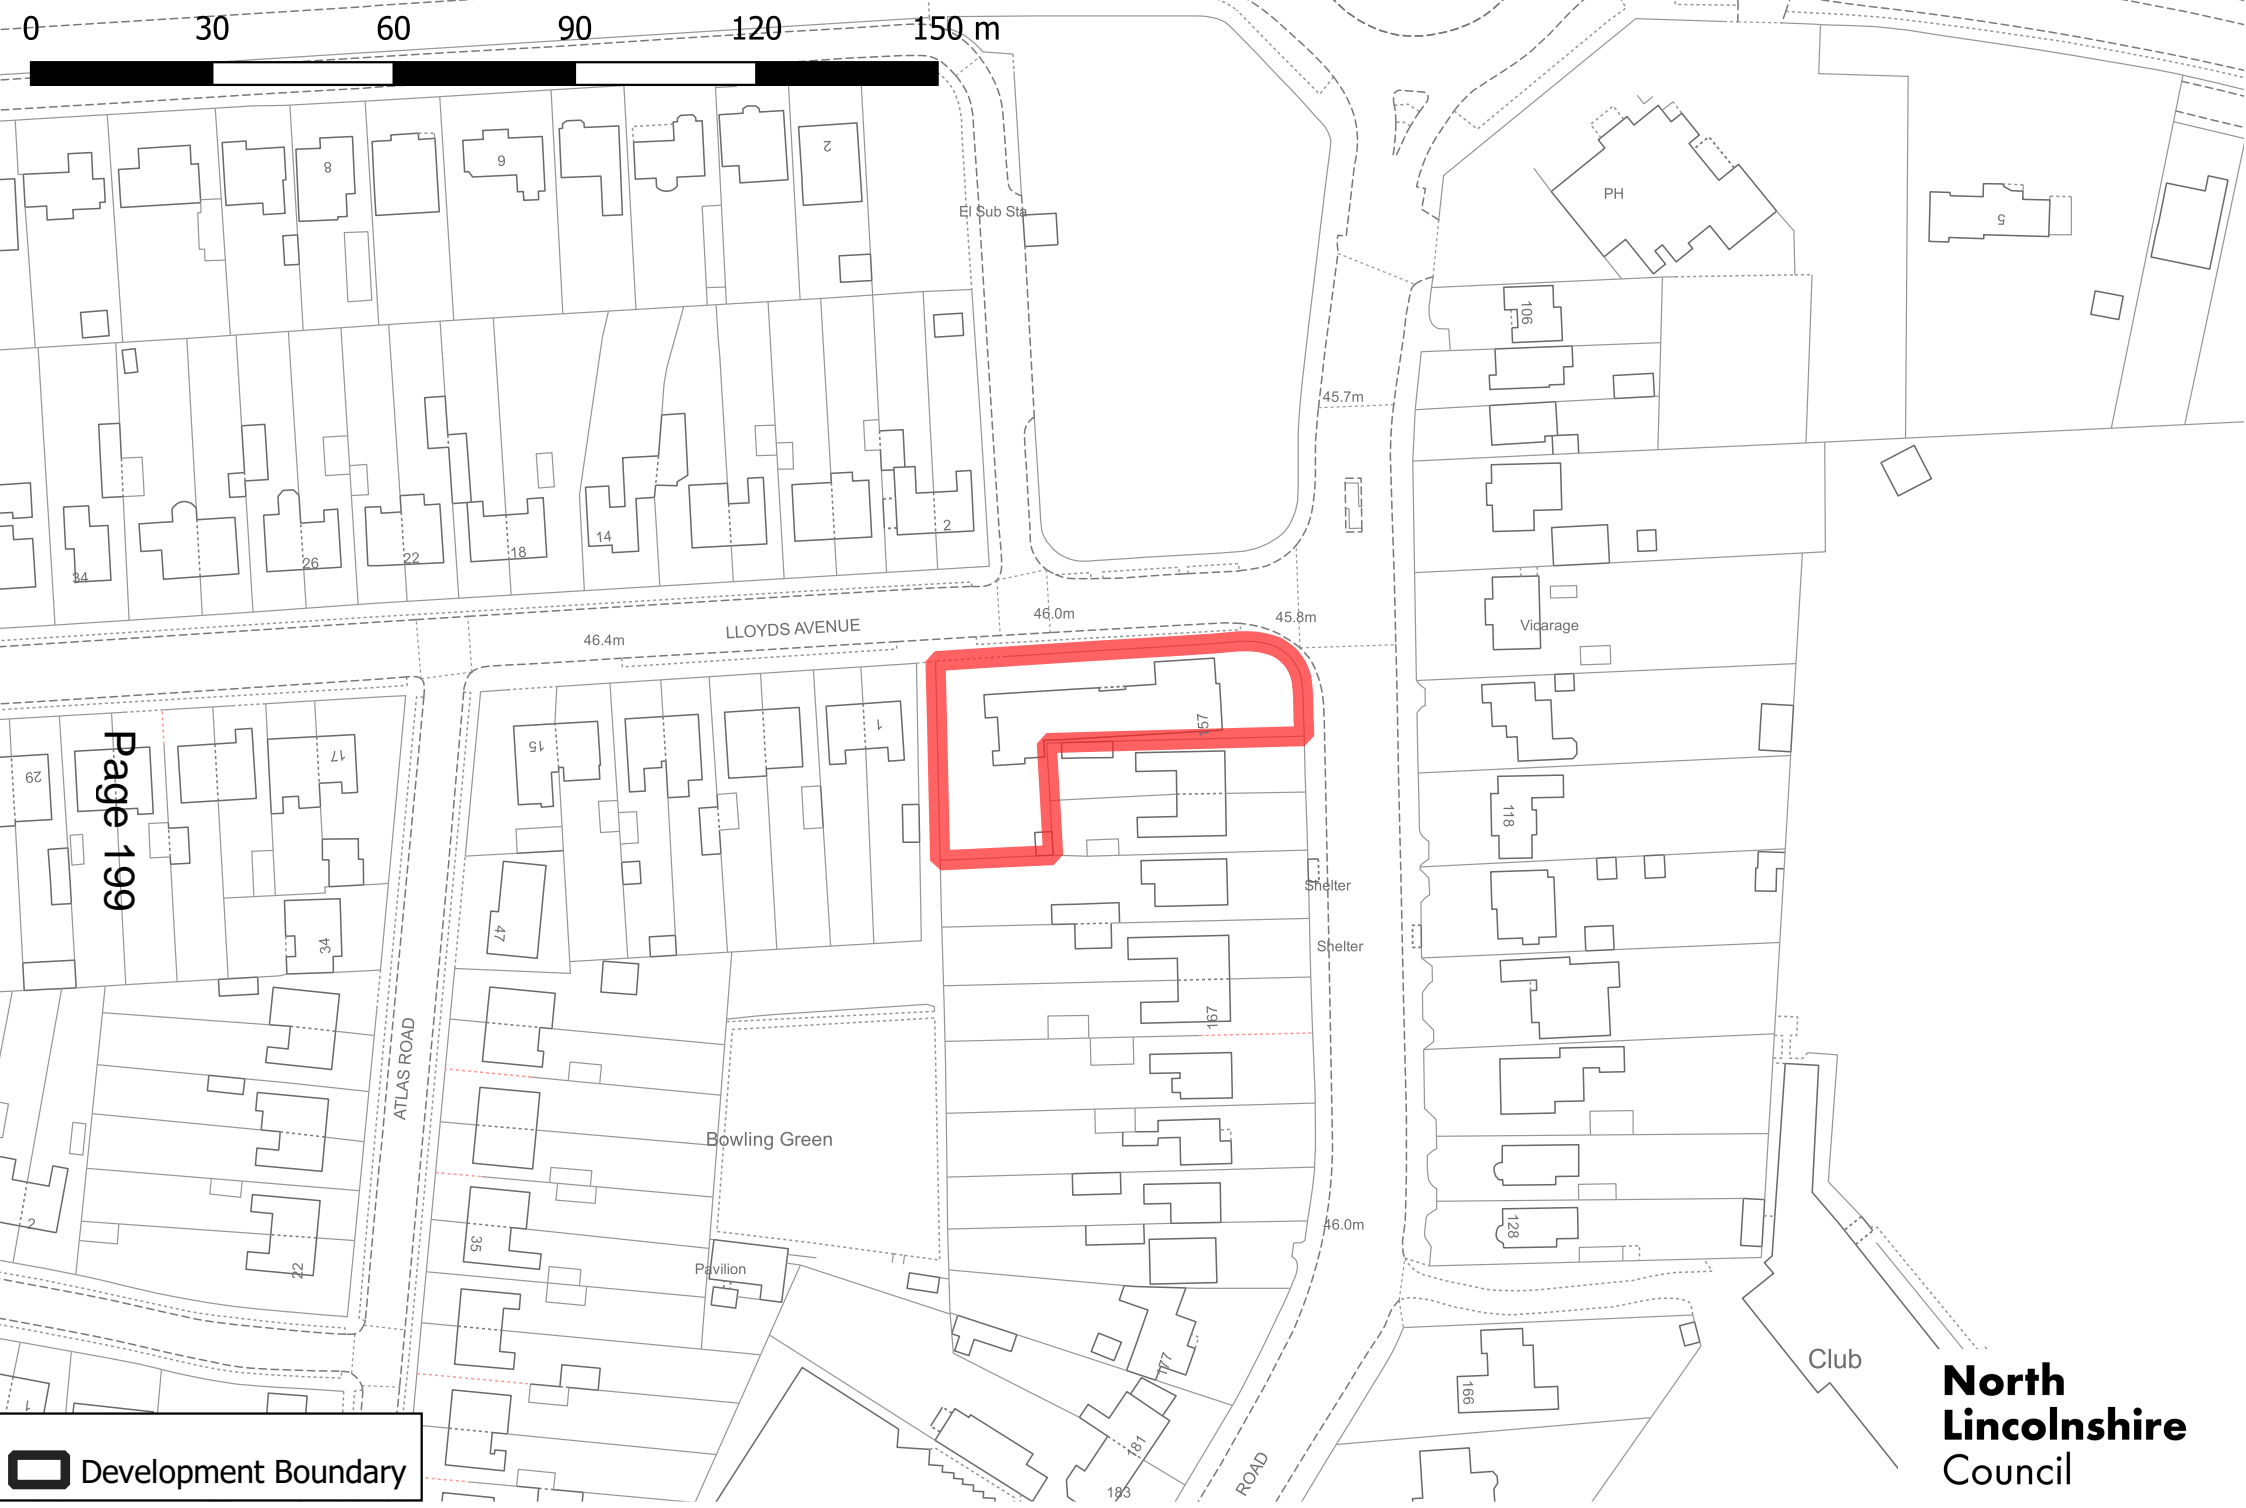 0 30 60 90 120 150 m
8
6
2
El Sub Sta
PH
5
106
45.7m
34
26
22
18
14
2
46.4m
LLOYDS AVENUE
46.0m
45.8m
Vicarage
29
17
15
1
157
118
Page 199
34
47
Shelter
Shelter
167
ATLAS ROAD
Bowling Green
2
22
35
Pavilion
46.0m
128
177
166
Club
1
181
183
ROAD
Development Boundary
North
Lincolnshire
Council